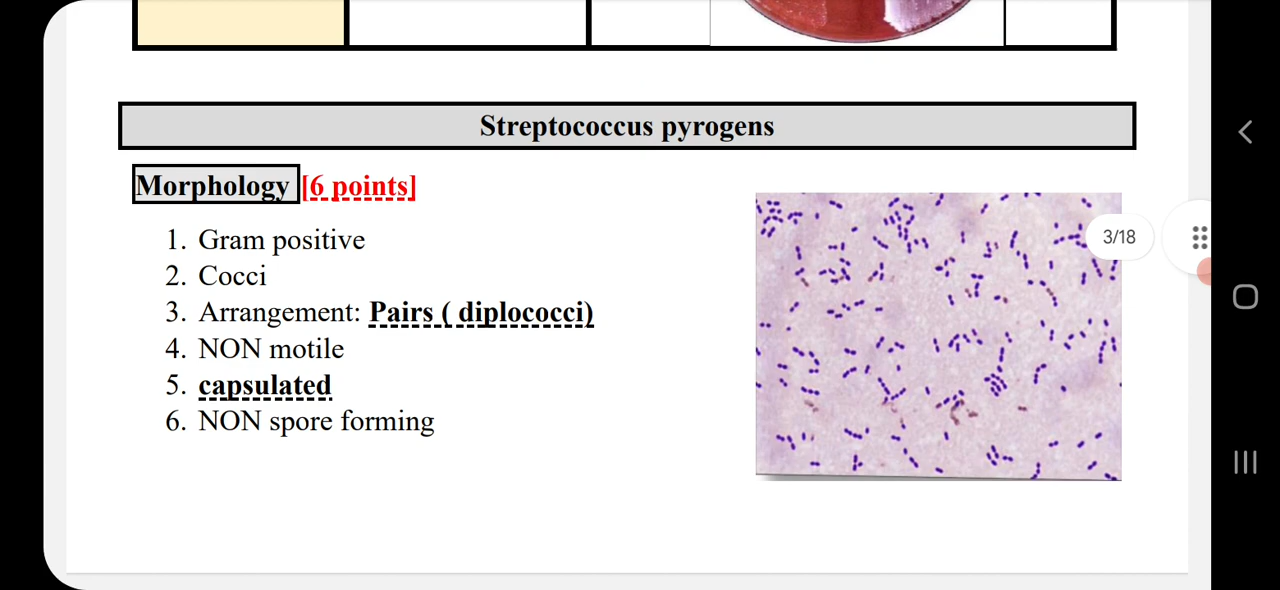 Streptococcus pyrogens
Morphology [6 points]
1. Gram positive
2. Cocci
3. Arrangement: Pairs ( diplococci)
4. NON motile
5. capsulated
6. NON spore forming
3/18